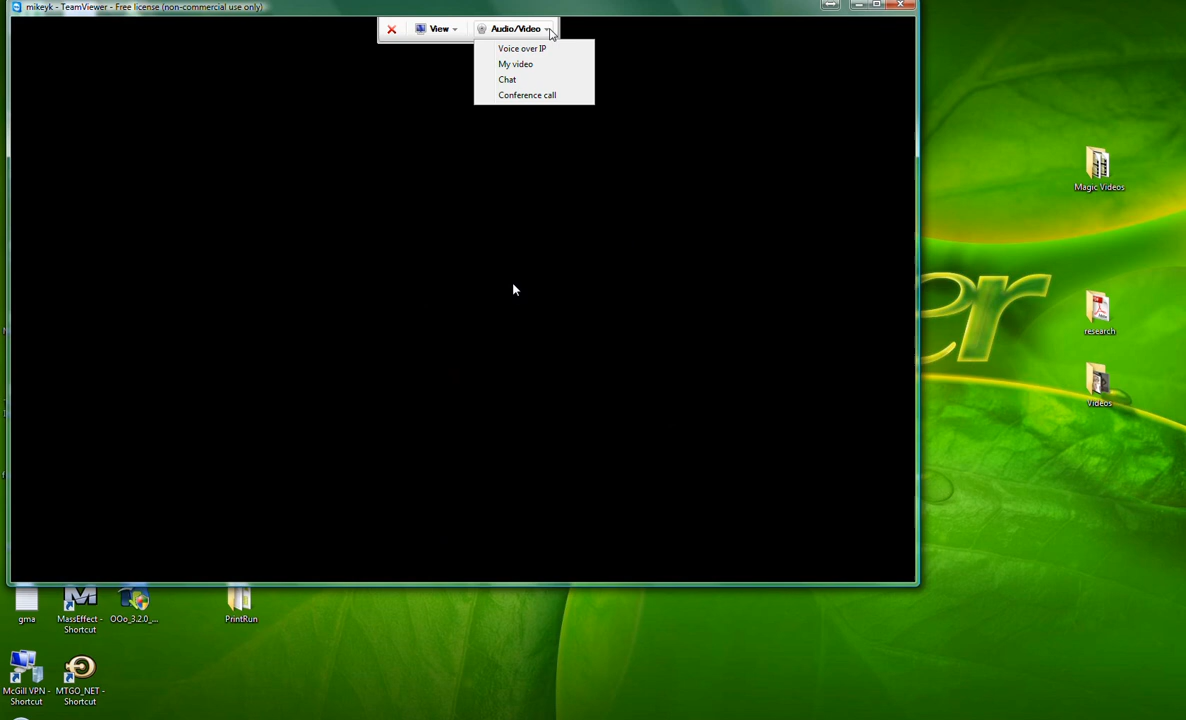 mikeyk - TeamViewer - Free license (non-commercial use only)
View
Audio/Video
Voice over IP
My video
Chat
Conference call
Magic Videos
er
research
Videos
gma
MassEffect - Shortcut
OOo_3.2.0_...
PrintRun
McGill VPN - Shortcut
MTGO_NET - Shortcut